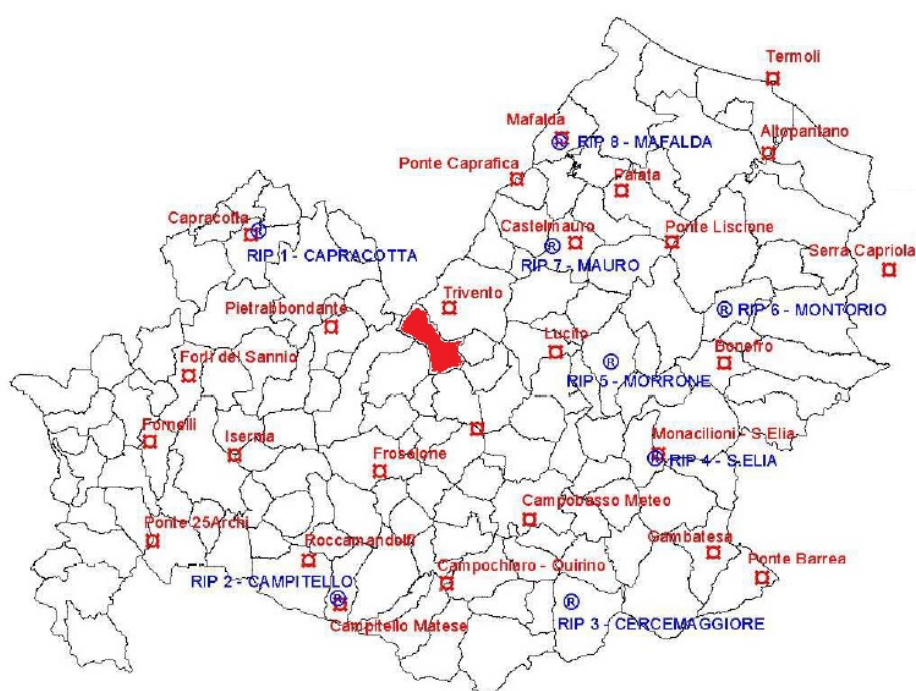 Termoli
Mafalda
® RIP 8 - MAFALDA
Altopantano
Ponte Caprafica
Palata
Capracotta
®
RIP 1 - CAPRACOTTA
Castelmauro
Ponte Liscione
®
RIP 7 - MAURO
Serra Capriola
Pietrabbondante
Trivento
® RIP 6 - MONTORIO
Lucito
Bonefro
Forli del Sannio
®
RIP 5 - MORRONE
Fornelli
Isernia
Monacilioni - S.Elia
® RIP 4 - S.ELIA
Frosolone
Campobasso Meteo
Ponte 25Archi
Roccamandolfi
Gambatesa
Campochiaro - Quirino
Ponte Barrea
RIP 2 - CAMPITELLO
®
®
Campitello Matese
RIP 3 - CERCEMAGGIORE